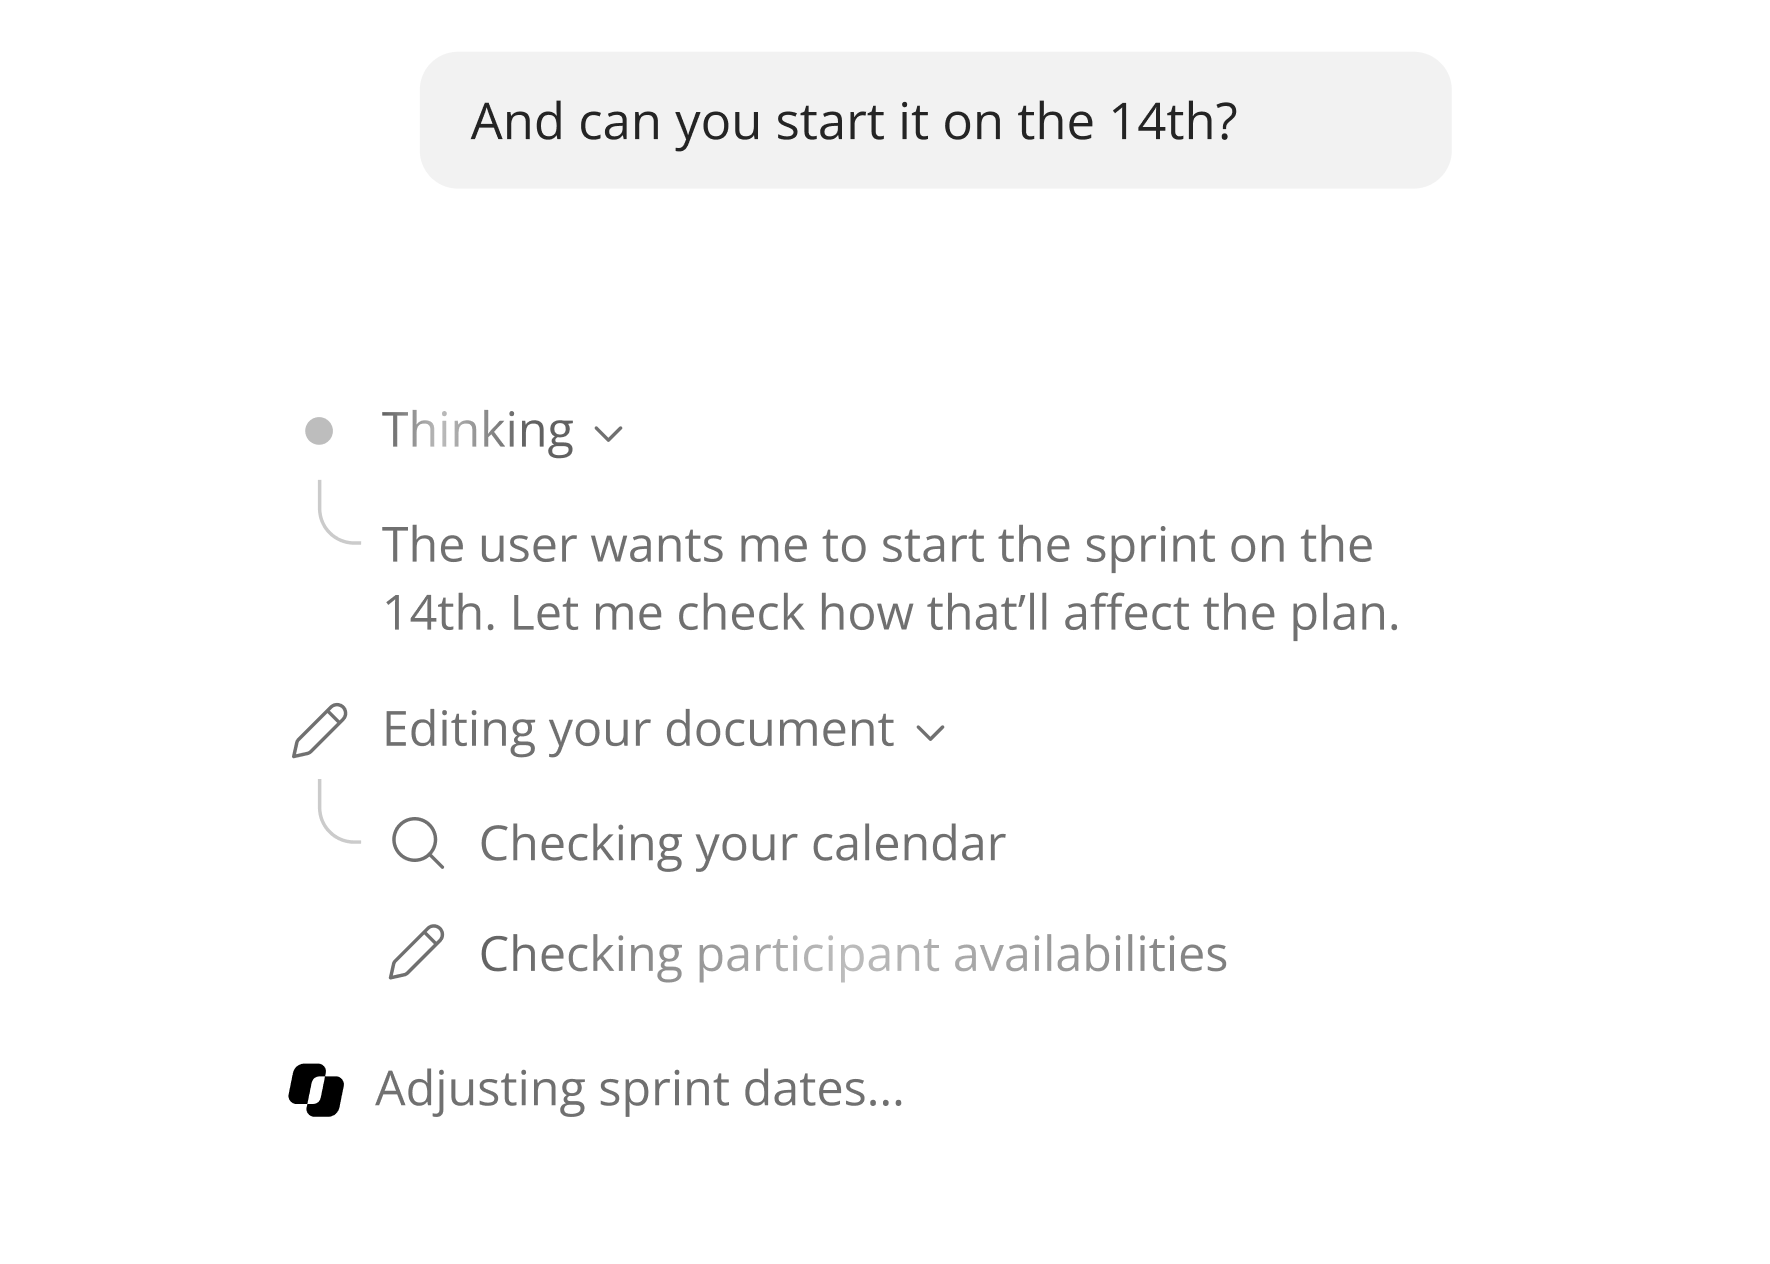 And can you start it on the 14th?
Thinking
The user wants me to start the sprint on the
14th. Let me check how that’ll affect the plan.
Editing your document
Checking your calendar
Checking participant availabilities
Adjusting sprint dates...